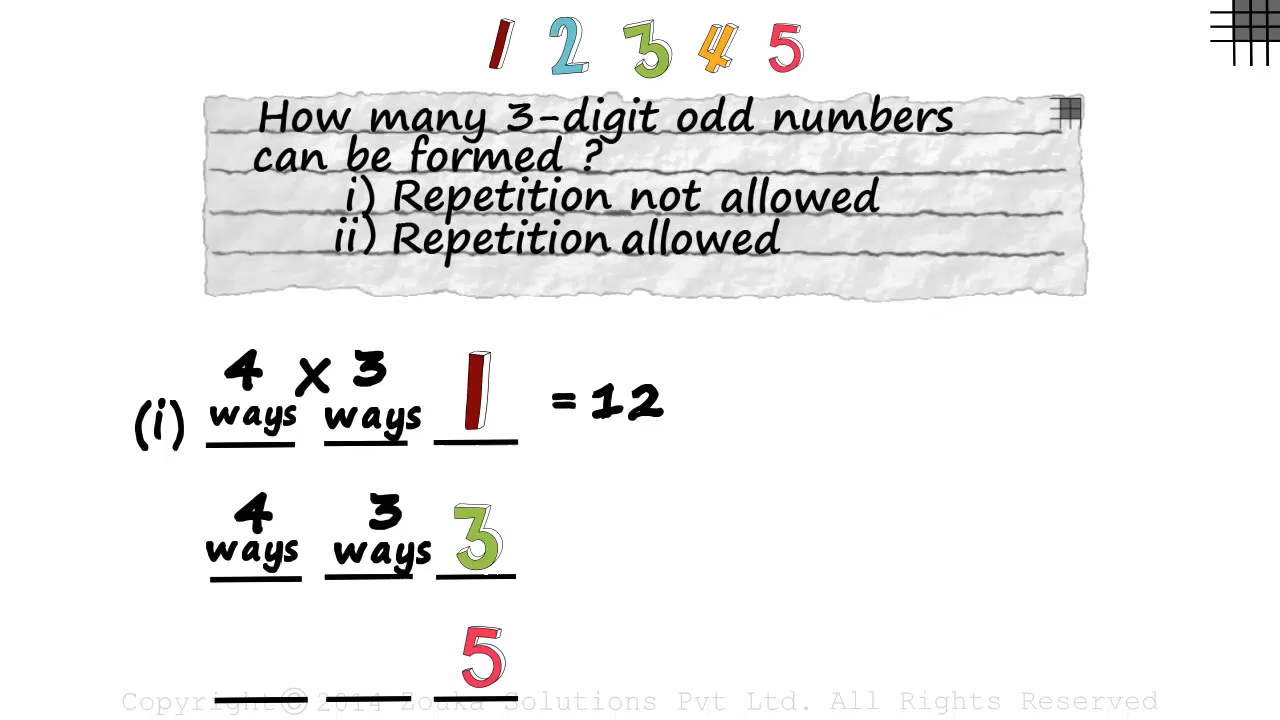 1 2 3 4 5
How many 3-digit odd numbers
can be formed ?
i) Repetition not allowed
ii) Repetition allowed
(i) 4 ways X 3 ways 1 = 12
4 ways 3 ways 3
5
Copyright © 2014 Zouka Solutions Pvt Ltd. All Rights Reserved